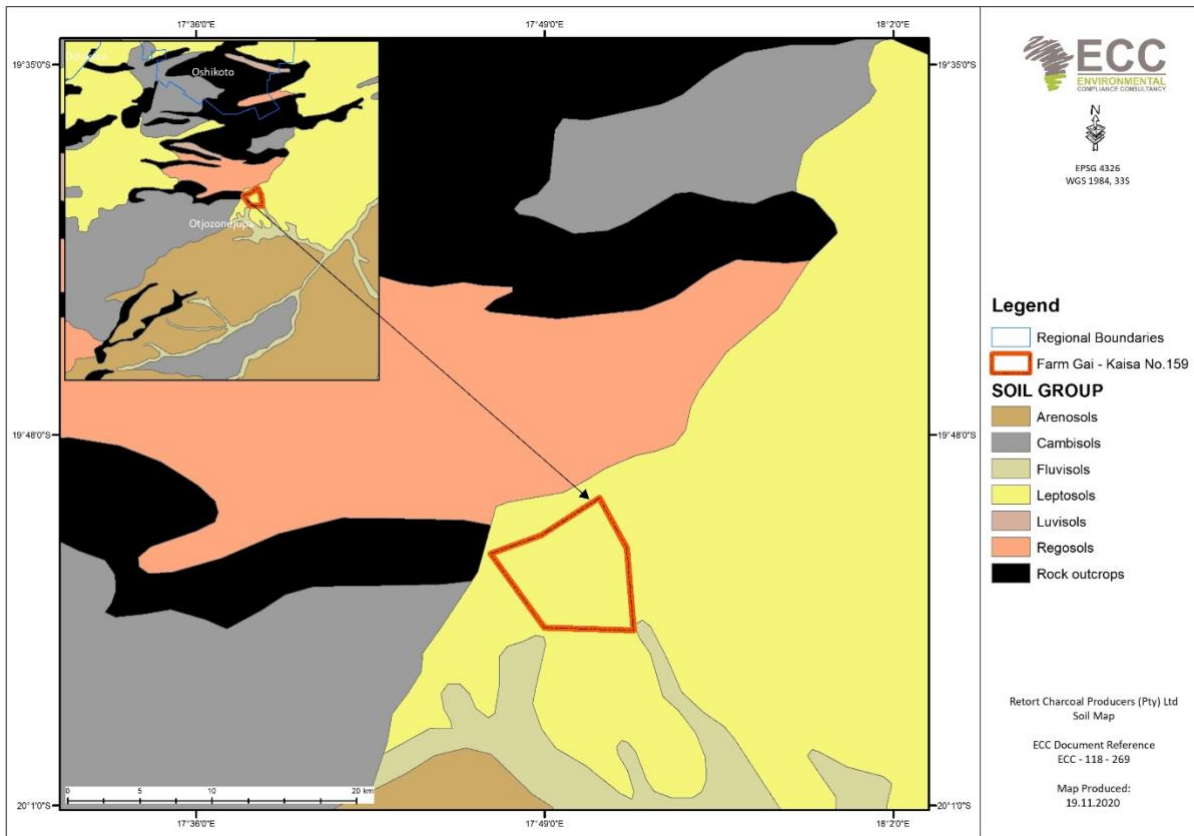 17°36'0"E
17°49'0"E
18°2'0"E
19°35'0"S
19°35'0"S
19°48'0"S
19°48'0"S
20°1'0"S
20°1'0"S
17°36'0"E
17°49'0"E
18°2'0"E
Oshikoto
0
5
10
20 km
ECC
ENVIRONMENTAL
COMPLIANCE CONSULTANCY
N
EPSG 4326
WGS 1984, 33S
Legend
Regional Boundaries
Farm Gai - Kaisa No.159
SOIL GROUP
Arenosols
Cambisols
Fluvisols
Leptosols
Luvisols
Regosols
Rock outcrops
Retort Charcoal Producers (Pty) Ltd
Soil Map
ECC Document Reference
ECC - 118 - 269
Map Produced:
19.11.2020